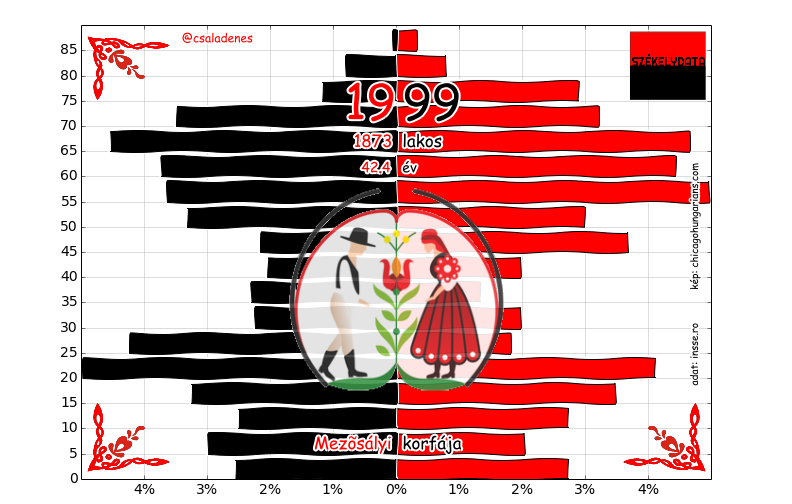 @csaladenes
SZÉKELYDATA
1999
1873 lakos
42,4 év
kép: chicagohungarians.com
adat: insse.ro
Mezősályi korfája
85
80
75
70
65
60
55
50
45
40
35
30
25
20
15
10
5
0
4% 3% 2% 1% 0% 1% 2% 3% 4%